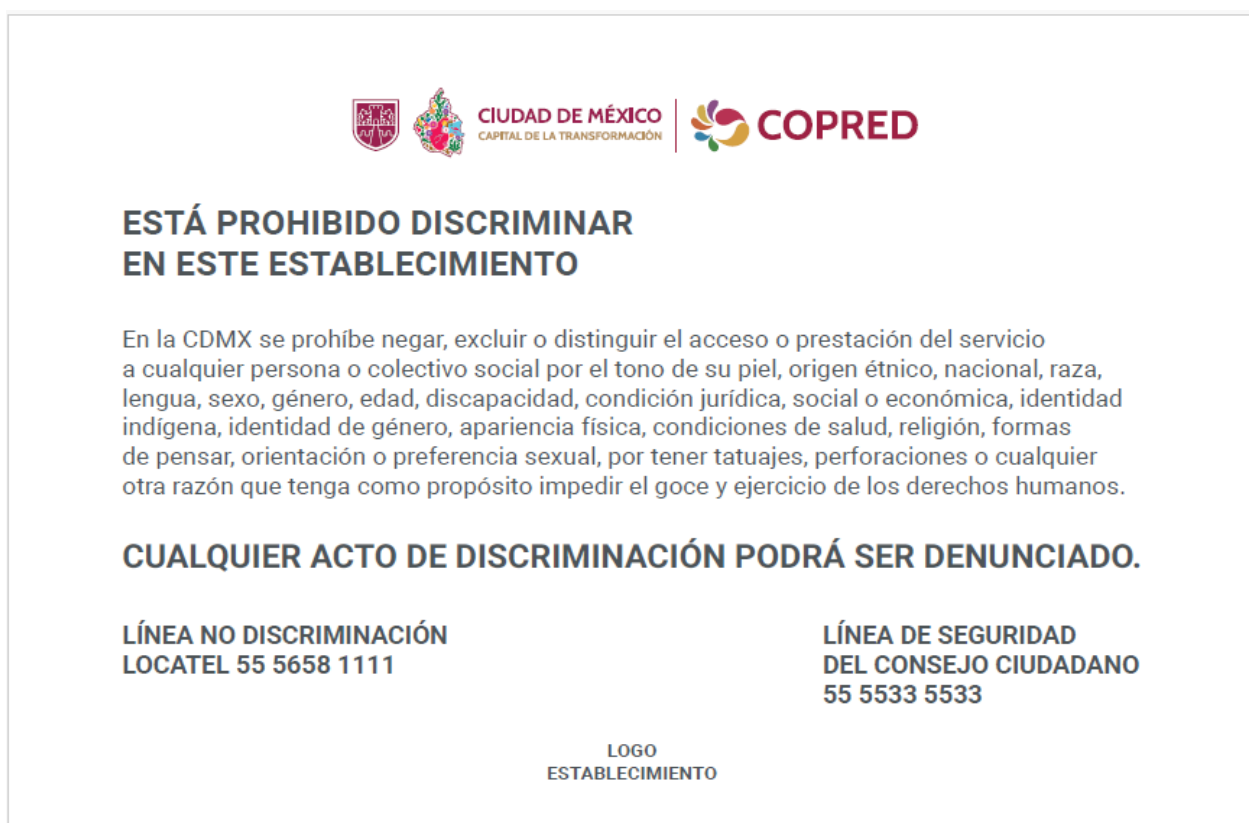 CIUDAD DE MÉXICO
CAPITAL DE LA TRANSFORMACIÓN
COPRED
ESTÁ PROHIBIDO DISCRIMINAR
EN ESTE ESTABLECIMIENTO
En la CDMX se prohíbe negar, excluir o distinguir el acceso o prestación del servicio
a cualquier persona o colectivo social por el tono de su piel, origen étnico, nacional, raza,
lengua, sexo, género, edad, discapacidad, condición jurídica, social o económica, identidad
indígena, identidad de género, apariencia física, condiciones de salud, religión, formas
de pensar, orientación o preferencia sexual, por tener tatuajes, perforaciones o cualquier
otra razón que tenga como propósito impedir el goce y ejercicio de los derechos humanos.
CUALQUIER ACTO DE DISCRIMINACIÓN PODRÁ SER DENUNCIADO.
LÍNEA NO DISCRIMINACIÓN
LOCATEL 55 5658 1111
LÍNEA DE SEGURIDAD
DEL CONSEJO CIUDADANO
55 5533 5533
LOGO
ESTABLECIMIENTO